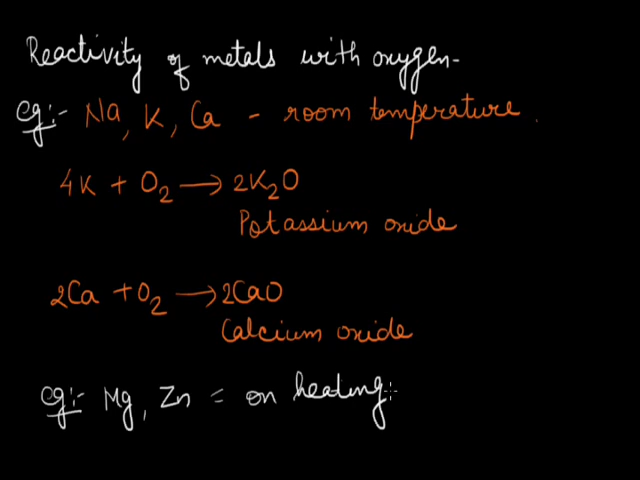 Reactivity of metals with oxygen-
eg:- Na, K, Ca - room temperature.
4K + O₂ → 2K₂O
Potassium oxide
2Ca + O₂ → 2CaO
Calcium oxide
eg:- Mg, Zn = on heating: